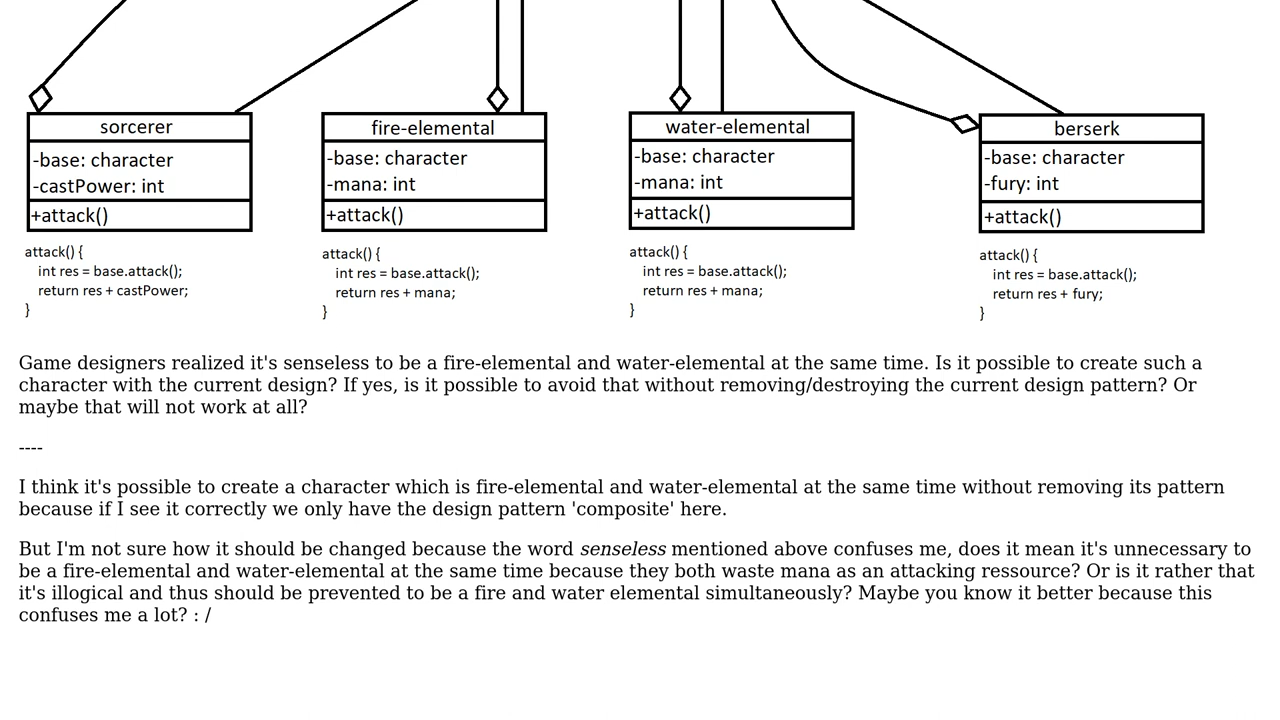 sorcerer
-base: character
-castPower: int
+attack()
attack() {
int res = base.attack();
return res + castPower;
}
fire-elemental
-base: character
-mana: int
+attack()
attack() {
int res = base.attack();
return res + mana;
}
water-elemental
-base: character
-mana: int
+attack()
attack() {
int res = base.attack();
return res + mana;
}
berserk
-base: character
-fury: int
+attack()
attack() {
int res = base.attack();
return res + fury;
}
Game designers realized it's senseless to be a fire-elemental and water-elemental at the same time. Is it possible to create such a
character with the current design? If yes, is it possible to avoid that without removing/destroying the current design pattern? Or
maybe that will not work at all?
----
I think it's possible to create a character which is fire-elemental and water-elemental at the same time without removing its pattern
because if I see it correctly we only have the design pattern 'composite' here.
But I'm not sure how it should be changed because the word senseless mentioned above confuses me, does it mean it's unnecessary to
be a fire-elemental and water-elemental at the same time because they both waste mana as an attacking ressource? Or is it rather that
it's illogical and thus should be prevented to be a fire and water elemental simultaneously? Maybe you know it better because this
confuses me a lot? : /